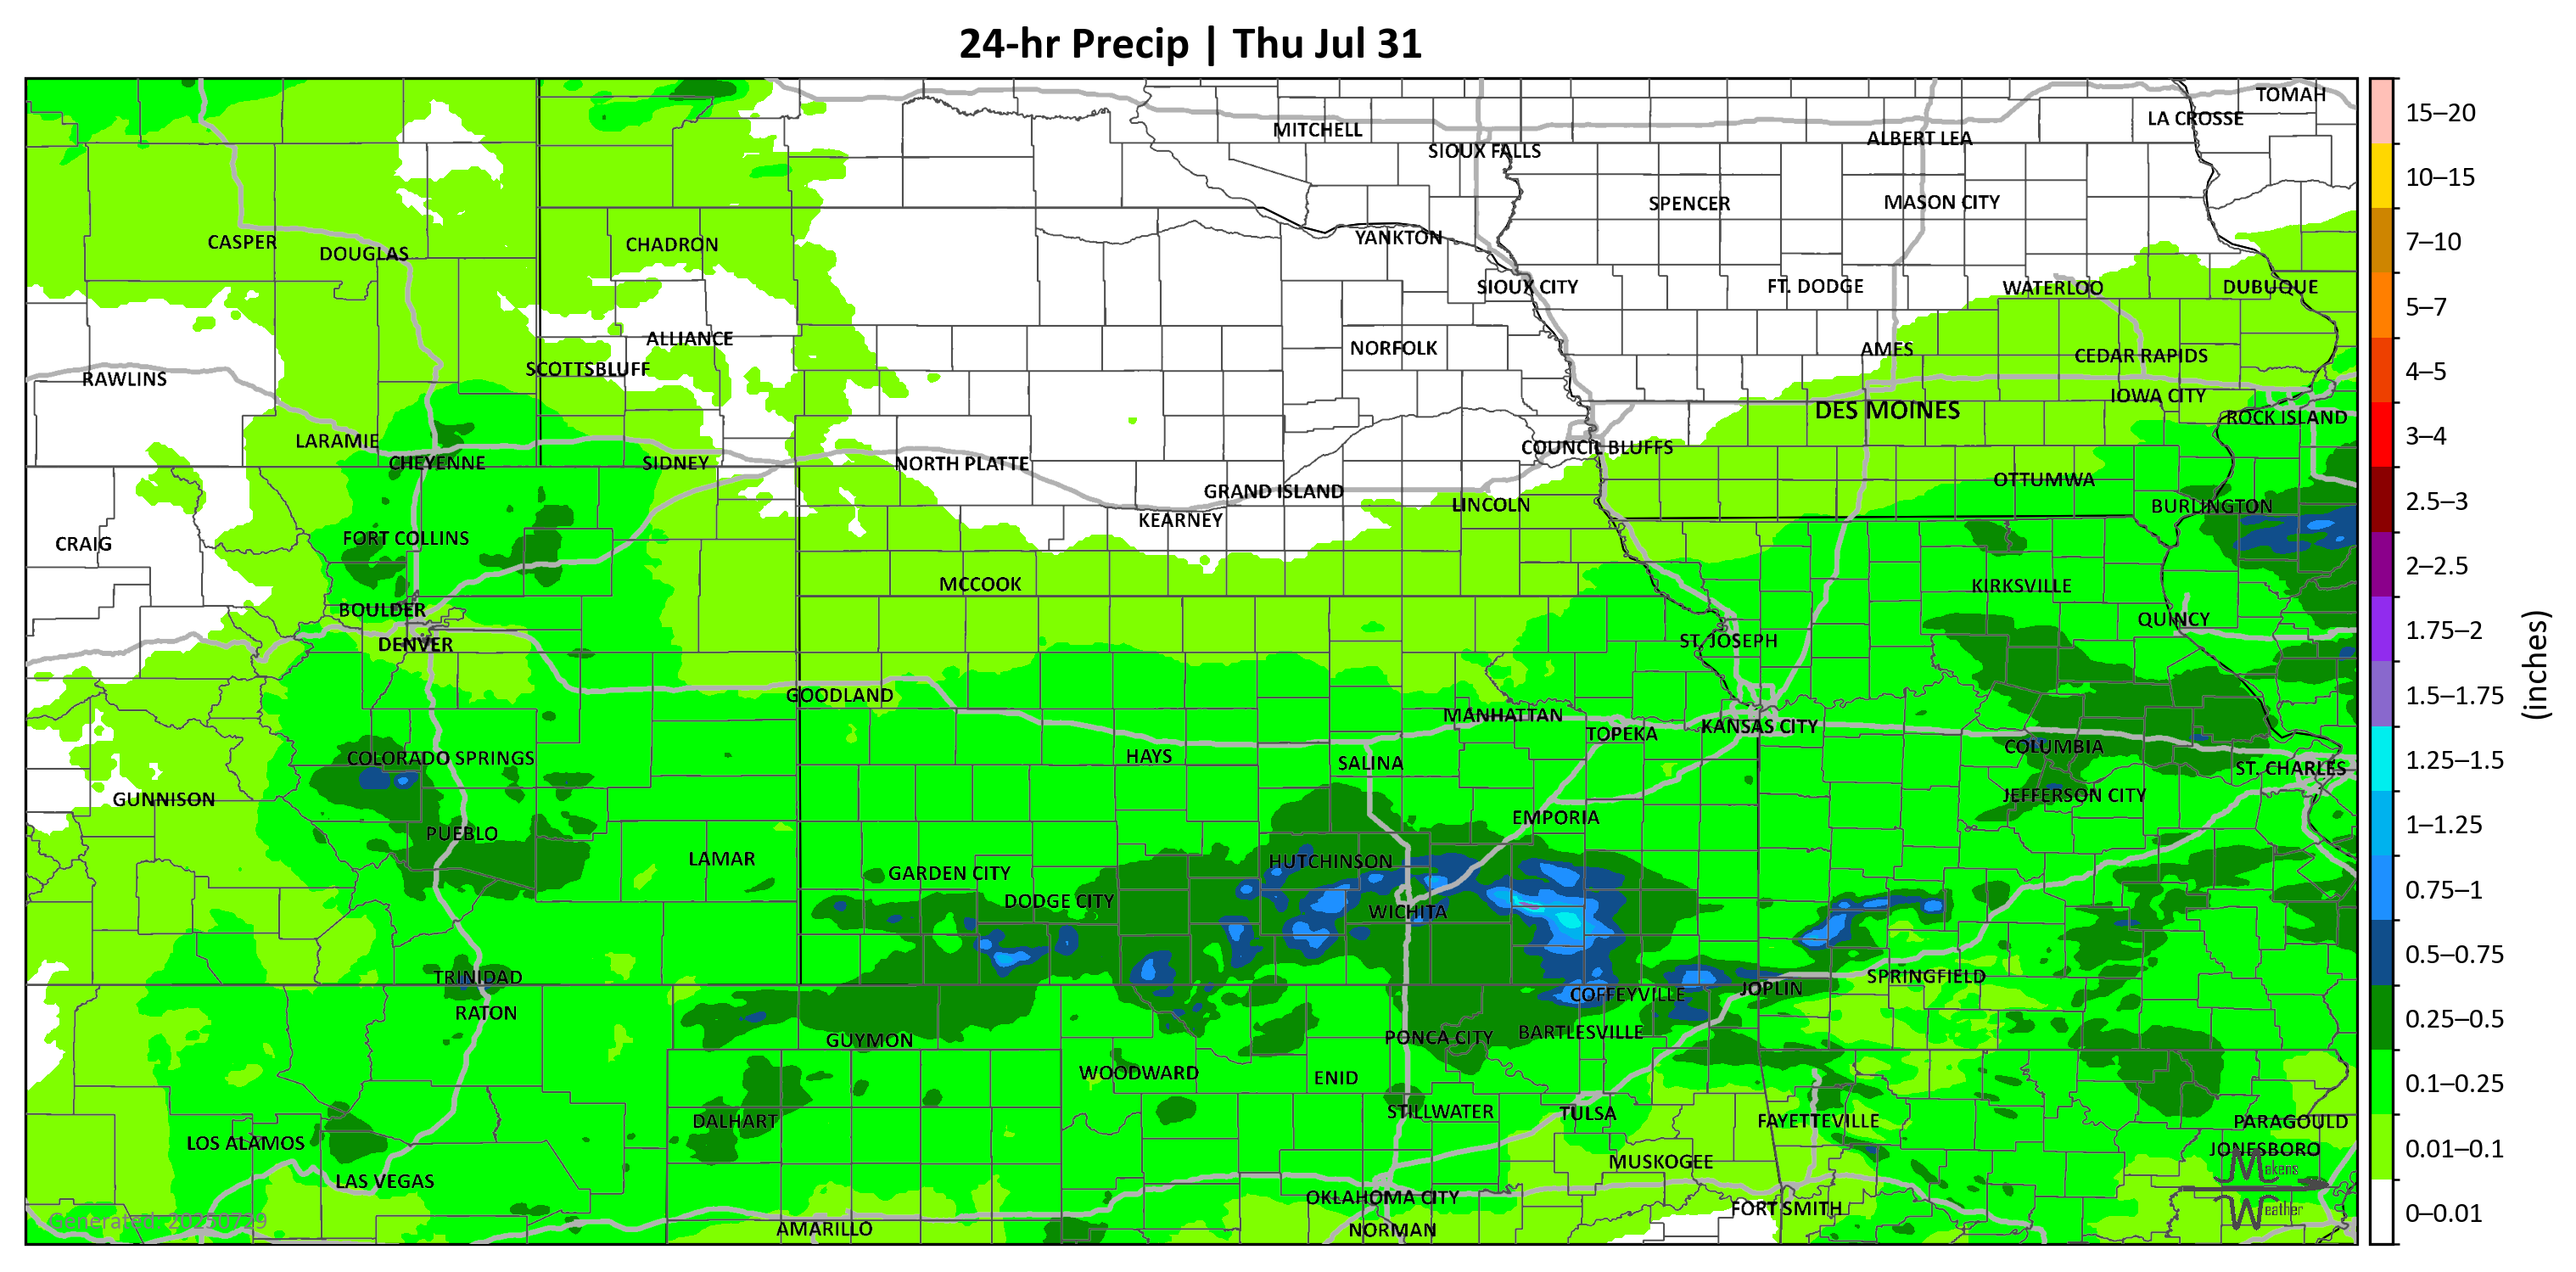 24-hr Precip | Thu Jul 31
TOMAH
LA CROSSE
MITCHELL
ALBERT LEA
SIOUX FALLS
SPENCER
MASON CITY
YANKTON
CASPER
CHADRON
DOUGLAS
SIOUX CITY
FT. DODGE
WATERLOO
DUBUQUE
ALLIANCE
NORFOLK
AMES
CEDAR RAPIDS
SCOTTSBLUFF
RAWLINS
IOWA CITY
DES MOINES
ROCK ISLAND
LARAMIE
COUNCIL BLUFFS
CHEYENNE
SIDNEY
NORTH PLATTE
OTTUMWA
GRAND ISLAND
LINCOLN
BURLINGTON
KEARNEY
FORT COLLINS
CRAIG
MCCOOK
KIRKSVILLE
BOULDER
QUINCY
DENVER
ST. JOSEPH
GOODLAND
MANHATTAN
KANSAS CITY
TOPEKA
COLUMBIA
COLORADO SPRINGS
HAYS
SALINA
ST. CHARLES
GUNNISON
JEFFERSON CITY
EMPORIA
PUEBLO
LAMAR
HUTCHINSON
GARDEN CITY
DODGE CITY
WICHITA
TRINIDAD
SPRINGFIELD
JOPLIN
COFFEYVILLE
RATON
GUYMON
PONCA CITY
BARTLESVILLE
WOODWARD
ENID
STILLWATER
TULSA
DALHART
FAYETTEVILLE
PARAGOULD
LOS ALAMOS
JONESBORO
MUSKOGEE
LAS VEGAS
OKLAHOMA CITY
FORT SMITH
AMARILLO
NORMAN
Generated: 20250729
Makens
Weather
15–20
10–15
7–10
5–7
4–5
3–4
2.5–3
2–2.5
1.75–2
1.5–1.75
1.25–1.5
1–1.25
0.75–1
0.5–0.75
0.25–0.5
0.1–0.25
0.01–0.1
0–0.01
(inches)